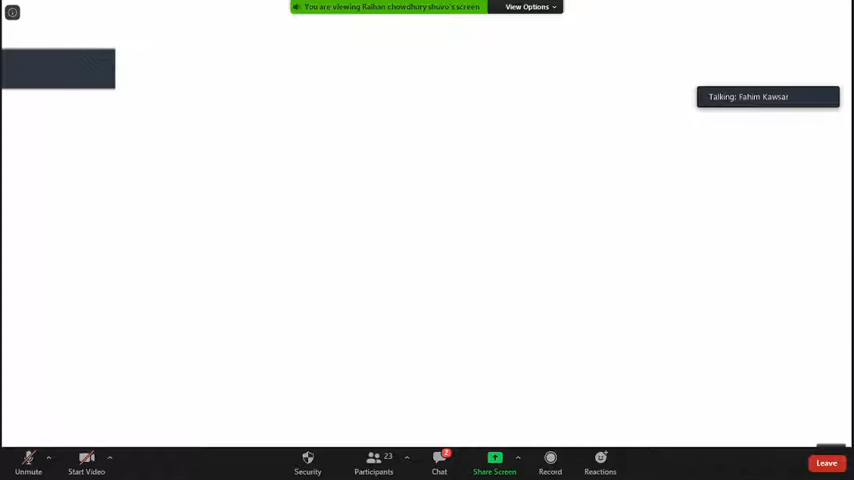 You are viewing Raihan chowdhury shuvo's screen
View Options
Talking: Fahim Kawsar
Unmute
Start Video
Security
23
Participants
2
Chat
Share Screen
Record
Reactions
Leave